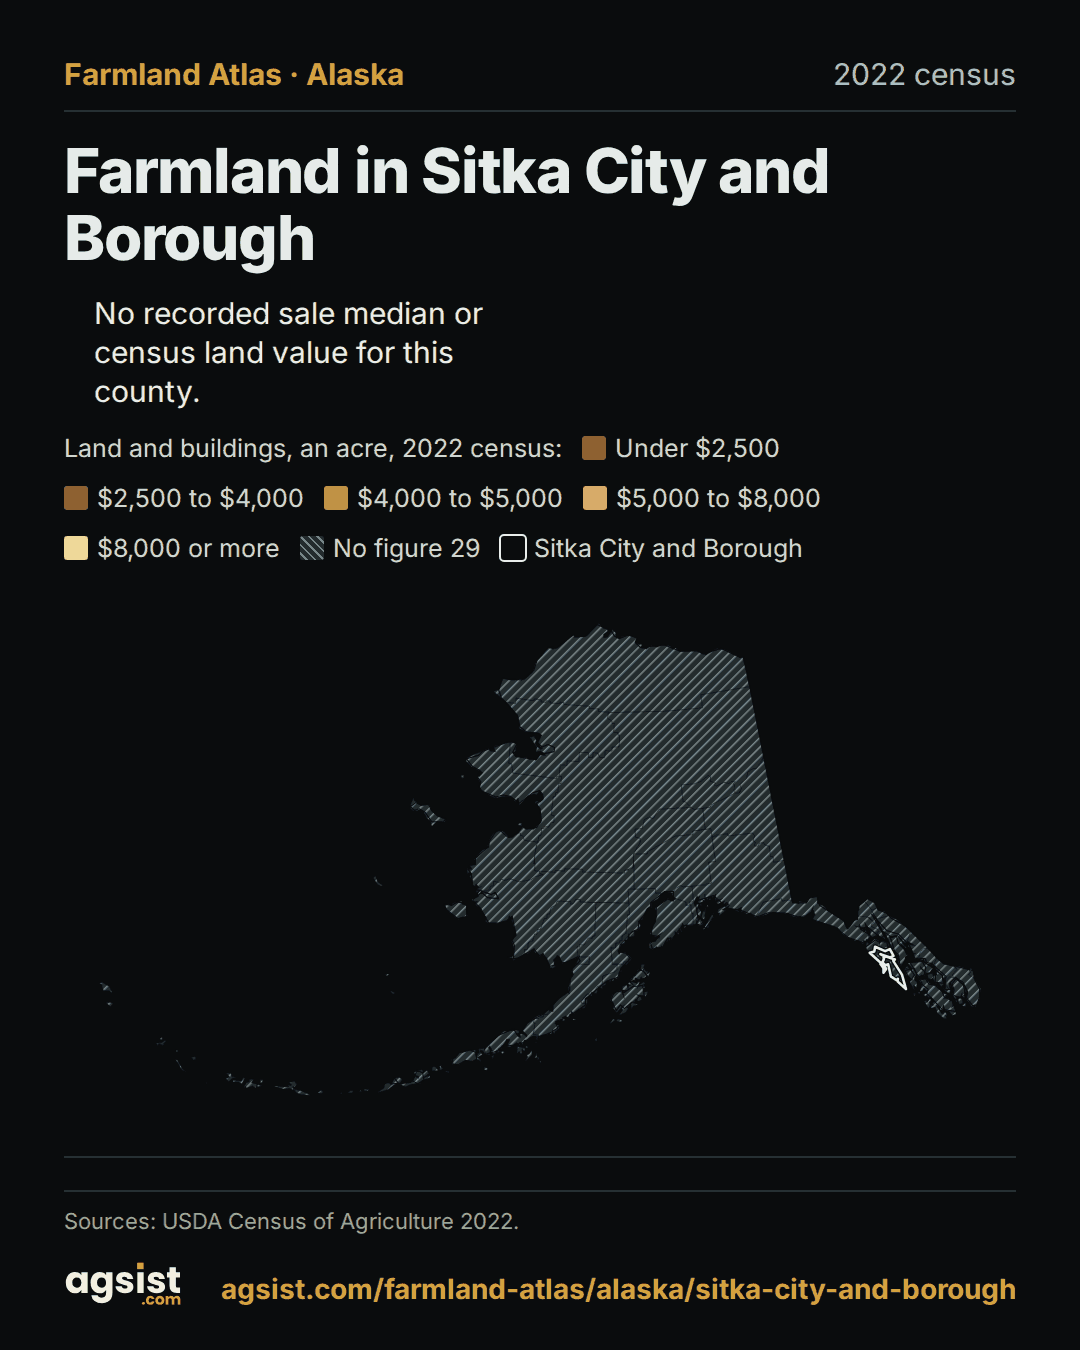 Farmland Atlas · Alaska
2022 census
Farmland in Sitka City and
Borough
No recorded sale median or
census land value for this
county.
Land and buildings, an acre, 2022 census: Under $2,500
$2,500 to $4,000 $4,000 to $5,000 $5,000 to $8,000
$8,000 or more No figure 29 Sitka City and Borough
Sources: USDA Census of Agriculture 2022.
agsist
.com
agsist.com/farmland-atlas/alaska/sitka-city-and-borough